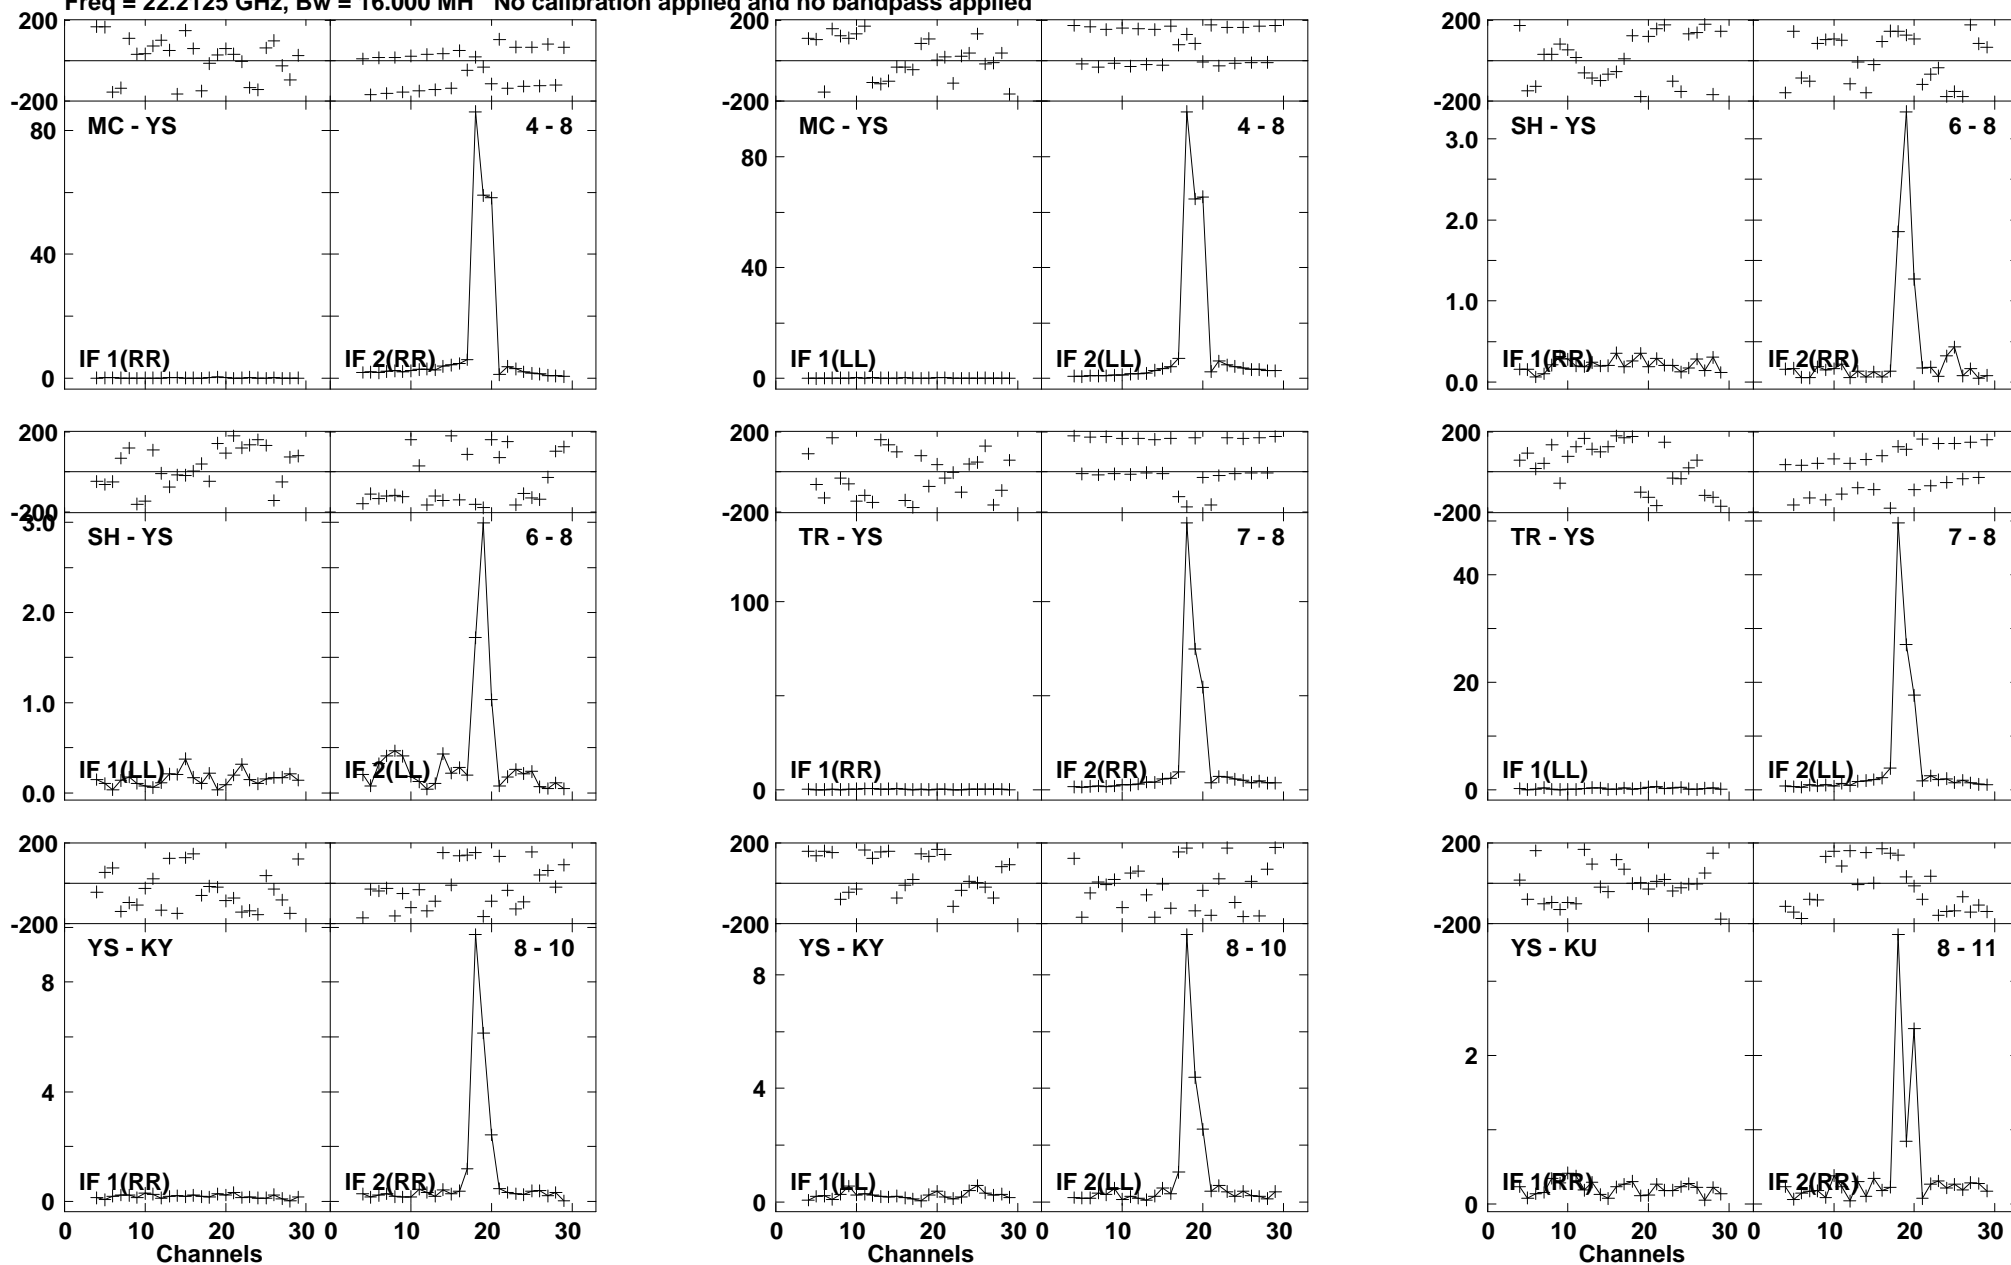 Freq = 22.2125 GHz, Bw = 16.000 MH No calibration applied and no bandpass applied
200
-200
MC - YS
4 - 8
80
40
0
IF 1(RR)
IF 2(RR)
200
-200
MC - YS
4 - 8
80
40
0
IF 1(LL)
IF 2(LL)
200
-200
SH - YS
6 - 8
3.0
2.0
1.0
0.0
IF 1(RR)
IF 2(RR)
200
-200
3.0
SH - YS
6 - 8
2.0
1.0
0.0
IF 1(LL)
IF 2(LL)
200
-200
TR - YS
7 - 8
100
0
IF 1(RR)
IF 2(RR)
200
-200
TR - YS
7 - 8
40
20
0
IF 1(LL)
IF 2(LL)
200
-200
YS - KY
8 - 10
8
4
0
IF 1(RR)
IF 2(RR)
0 10 20 30 0 10 20 30
Channels
200
-200
YS - KY
8 - 10
8
4
0
IF 1(LL)
IF 2(LL)
0 10 20 30 0 10 20 30
200
-200
YS - KU
8 - 11
2
0
IF 1(RR)
IF 2(RR)
0 10 20 30 0 10 20 30
Channels